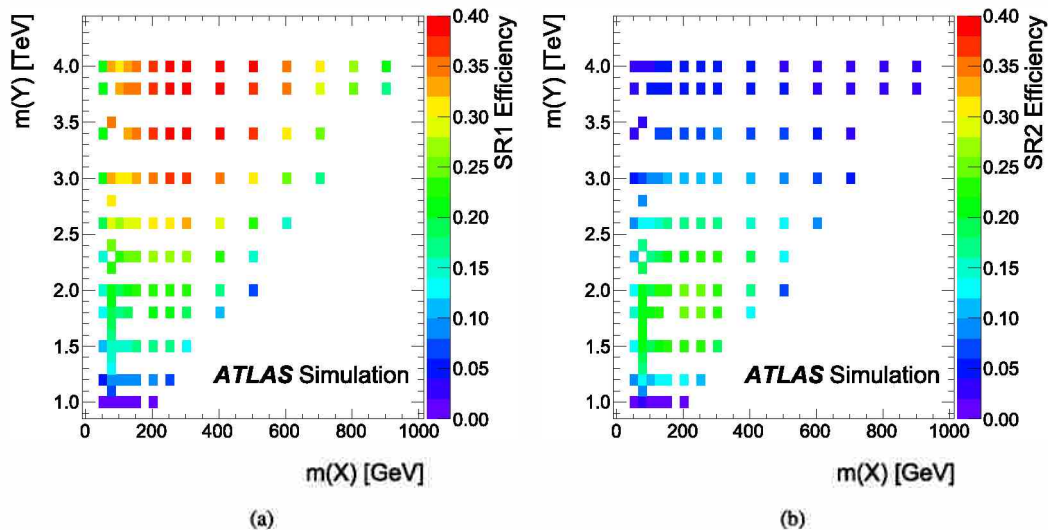 m(Y) [TeV]
4.0
3.5
3.0
2.5
2.0
1.5
1.0
0 200 400 600 800 1000
m(X) [GeV]
ATLAS Simulation
0.40
0.35
0.30
0.25
0.20
0.15
0.10
0.05
0.00
SR1 Efficiency
(a)
m(Y) [TeV]
4.0
3.5
3.0
2.5
2.0
1.5
1.0
0 200 400 600 800 1000
m(X) [GeV]
ATLAS Simulation
0.40
0.35
0.30
0.25
0.20
0.15
0.10
0.05
0.00
SR2 Efficiency
(b)